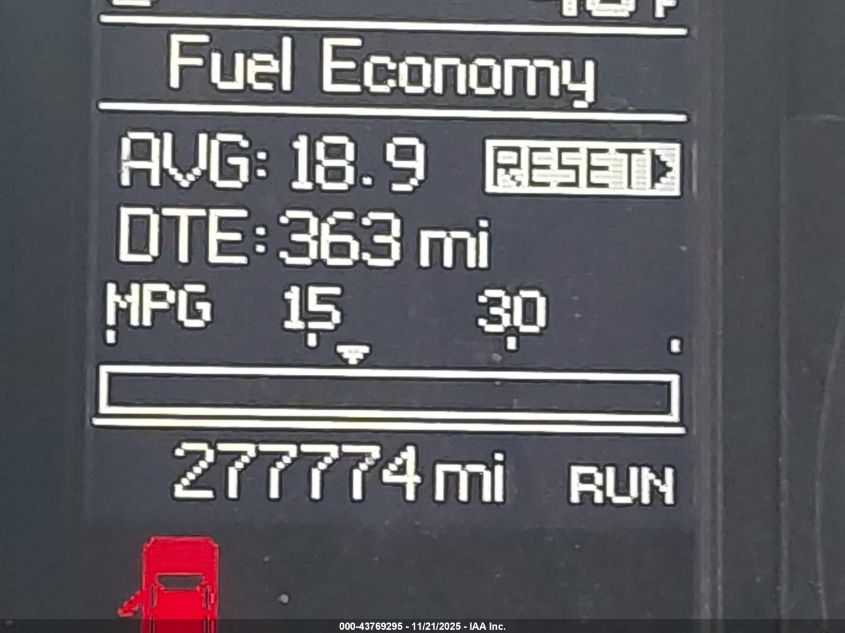 Fuel Economy
AVG: 18.9 RESET
DTE: 363 mi
MPG 15 30
277774 mi RUN
000-43769295 - 11/21/2025 - IAA Inc.